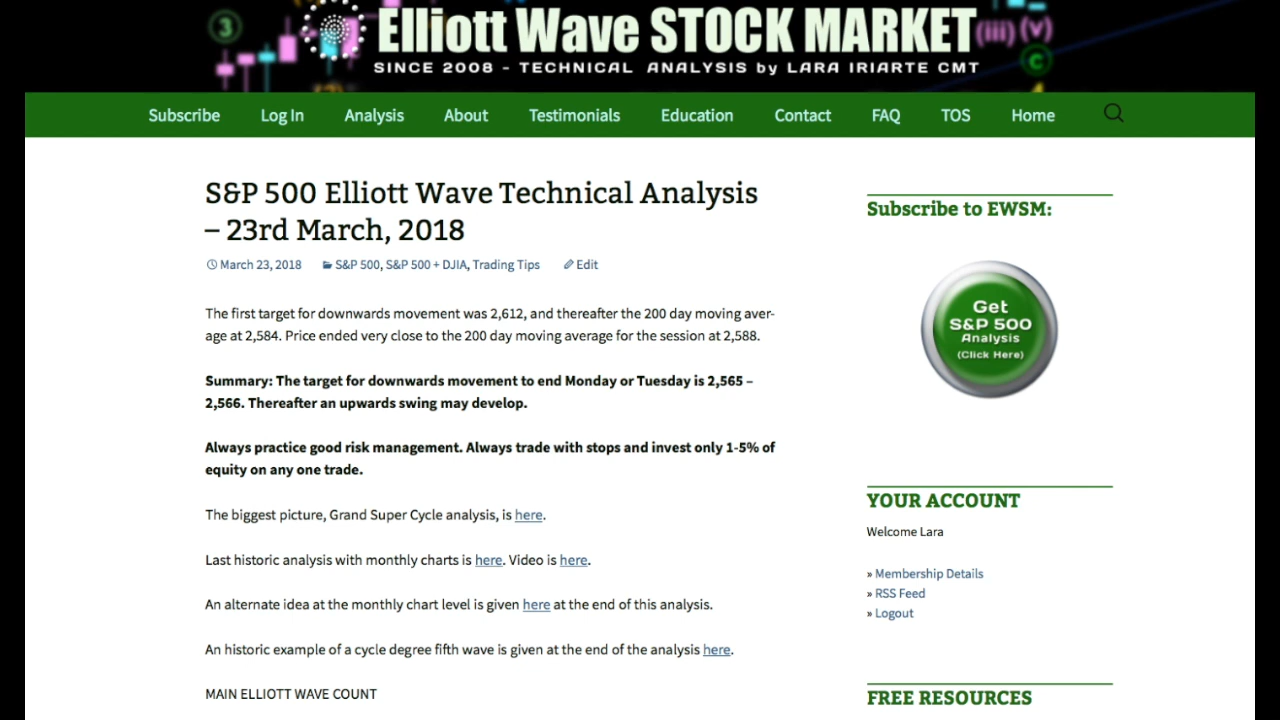 3
Elliott Wave STOCK MARKET
(iii) (v)
SINCE 2008 - TECHNICAL ANALYSIS by LARA IRIARTE CMT
C
Subscribe Log In Analysis About Testimonials Education Contact FAQ TOS Home
S&P 500 Elliott Wave Technical Analysis
– 23rd March, 2018
March 23, 2018 S&P 500, S&P 500 + DJIA, Trading Tips Edit
The first target for downwards movement was 2,612, and thereafter the 200 day moving aver-
age at 2,584. Price ended very close to the 200 day moving average for the session at 2,588.
Summary: The target for downwards movement to end Monday or Tuesday is 2,565 –
2,566. Thereafter an upwards swing may develop.
Always practice good risk management. Always trade with stops and invest only 1-5% of
equity on any one trade.
The biggest picture, Grand Super Cycle analysis, is here.
Last historic analysis with monthly charts is here. Video is here.
An alternate idea at the monthly chart level is given here at the end of this analysis.
An historic example of a cycle degree fifth wave is given at the end of the analysis here.
MAIN ELLIOTT WAVE COUNT
Subscribe to EWSM:
Get
S&P 500
Analysis
(Click Here)
YOUR ACCOUNT
Welcome Lara
» Membership Details
» RSS Feed
» Logout
FREE RESOURCES